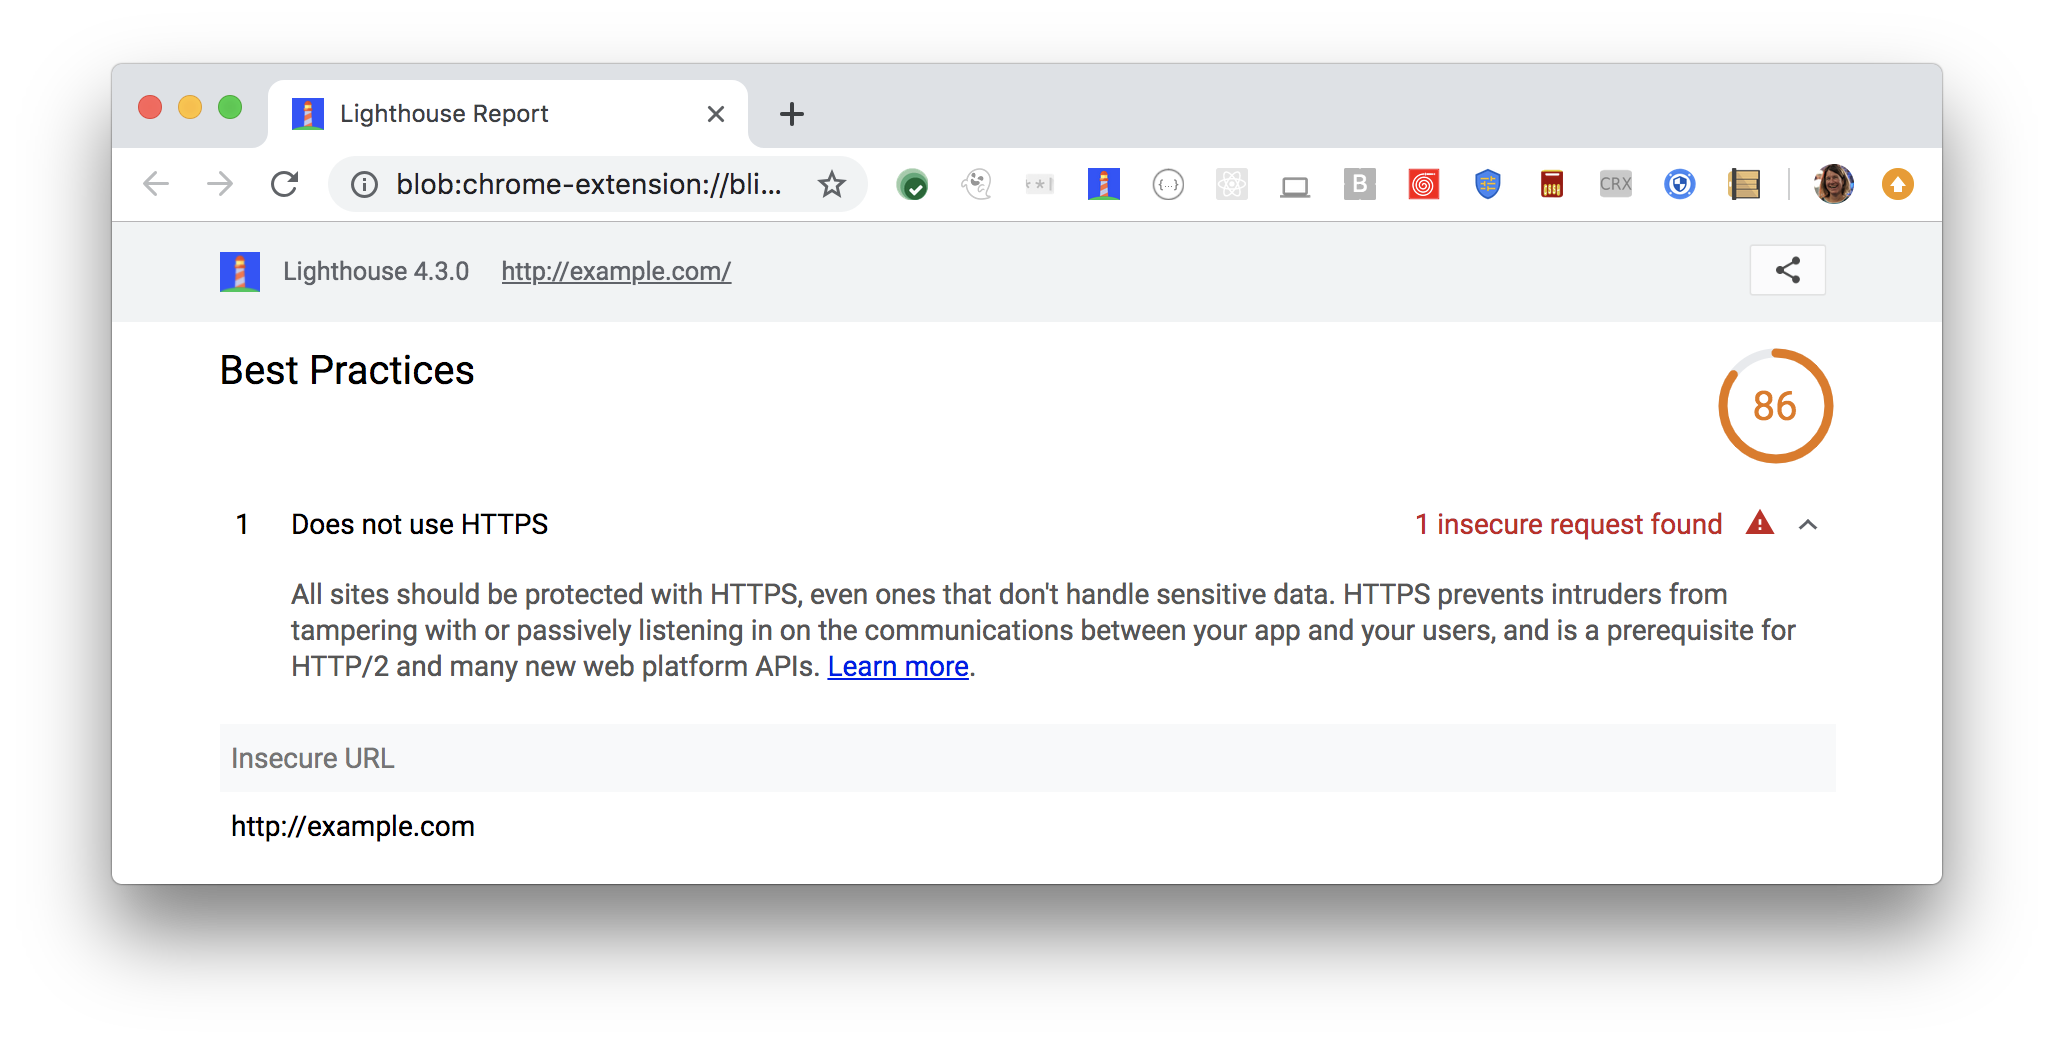 Lighthouse Report
blob:chrome-extension://bli...
{...}
B
CRX
Lighthouse 4.3.0 http://example.com/
Best Practices
86
1 Does not use HTTPS 1 insecure request found
All sites should be protected with HTTPS, even ones that don't handle sensitive data. HTTPS prevents intruders from
tampering with or passively listening in on the communications between your app and your users, and is a prerequisite for
HTTP/2 and many new web platform APIs. Learn more.
Insecure URL
http://example.com